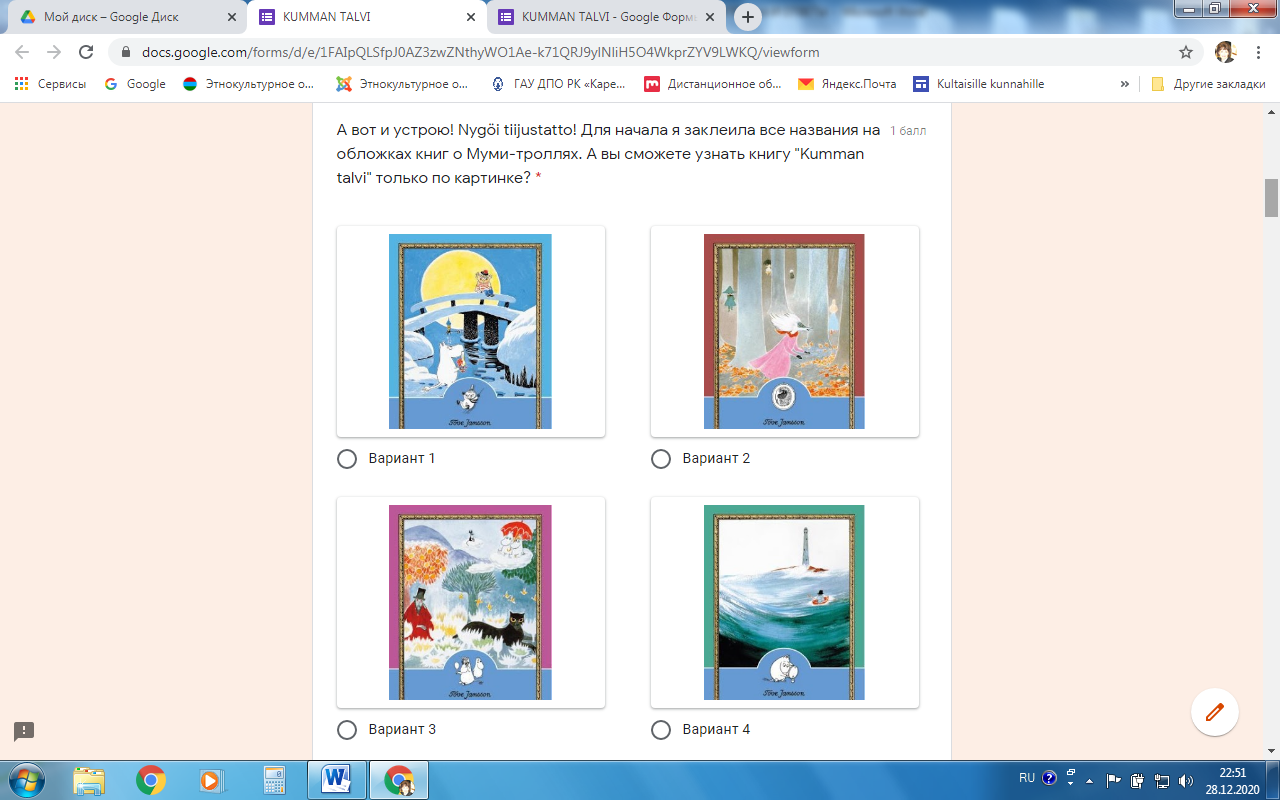 Мой диск – Google Диск
KUMMAN TALVI
KUMMAN TALVI - Google Форм
docs.google.com/forms/d/e/1FAIpQLSfpJ0AZ3zwZNthyWO1Ae-k71QRJ9ylNIiH5O4WkprZYV9LWKQ/viewform
Сервисы
Google
Этнокультурное о...
Этнокультурное о...
ГАУ ДПО РК «Каре...
Дистанционное об...
Яндекс.Почта
Kultaisille kunnahille
»
Другие закладки
А вот и устрою! Nygöi tiijustatto! Для начала я заклеила все названия на
1 балл
обложках книг о Муми-троллях. А вы сможете узнать книгу "Kumman
talvi" только по картинке? *
Tove Jansson
Tove Jansson
Вариант 1
Вариант 2
Tove Jansson
Tove Jansson
Вариант 3
Вариант 4
RU
22:51
28.12.2020